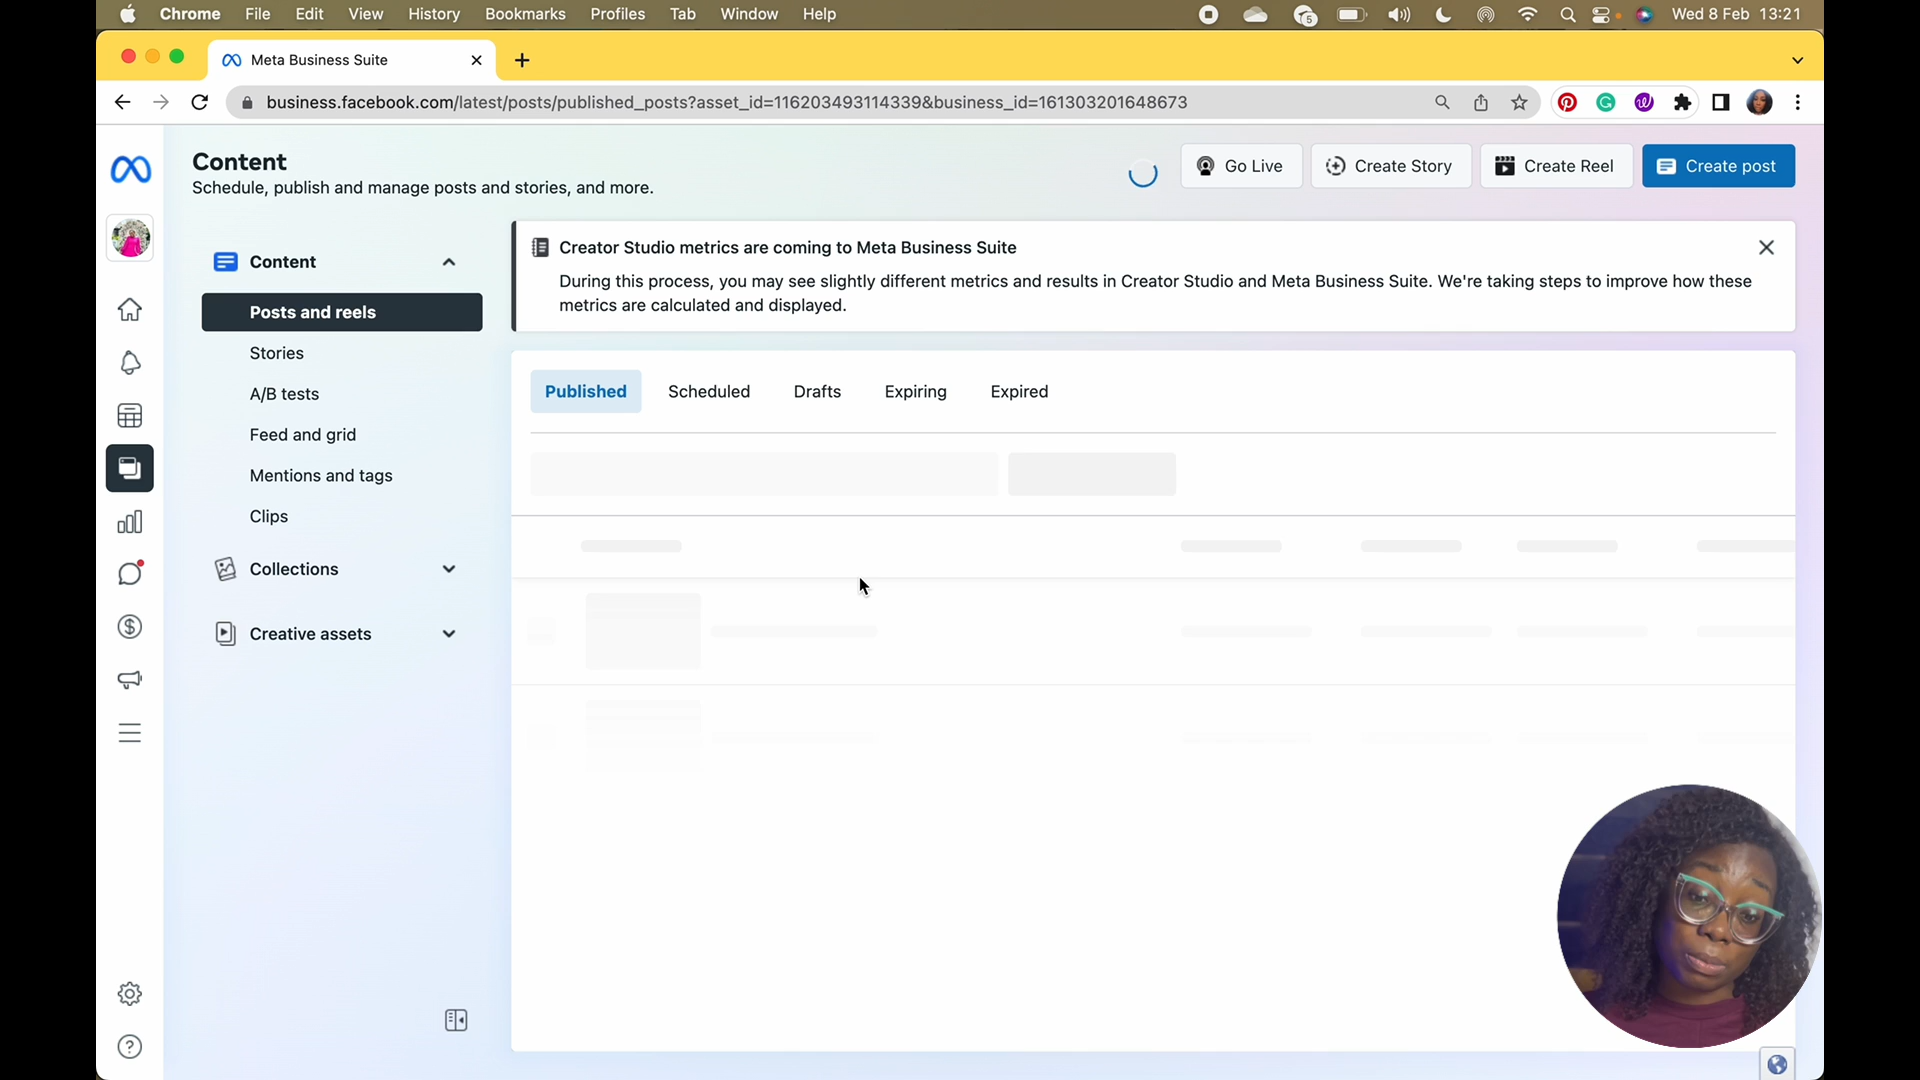 Chrome File Edit View History Bookmarks Profiles Tab Window Help 5 Wed 8 Feb 13:21
Meta Business Suite
business.facebook.com/latest/posts/published_posts?asset_id=116203493114339&business_id=161303201648673
Content
Schedule, publish and manage posts and stories, and more.
Go Live Create Story Create Reel Create post
Content
Posts and reels
Stories
A/B tests
Feed and grid
Mentions and tags
Clips
Collections
Creative assets
Creator Studio metrics are coming to Meta Business Suite
During this process, you may see slightly different metrics and results in Creator Studio and Meta Business Suite. We're taking steps to improve how these
metrics are calculated and displayed.
Published Scheduled Drafts Expiring Expired